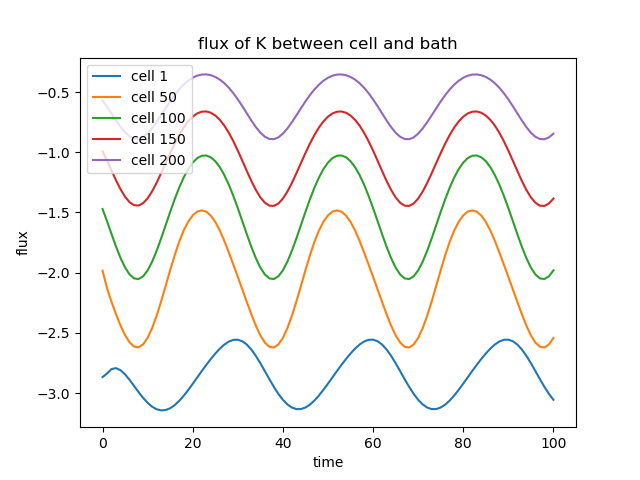 flux of K between cell and bath
cell 1
cell 50
cell 100
cell 150
cell 200
−0.5
−1.0
−1.5
−2.0
−2.5
−3.0
flux
0 20 40 60 80 100
time